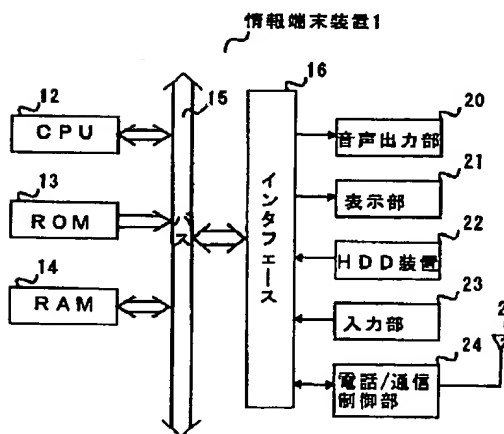 情報端末装置1
12
CPU
13
ROM
14
RAM
15
バス
16
インタフェース
20
音声出力部
21
表示部
22
HDD装置
23
入力部
24
電話/通信
制御部
2